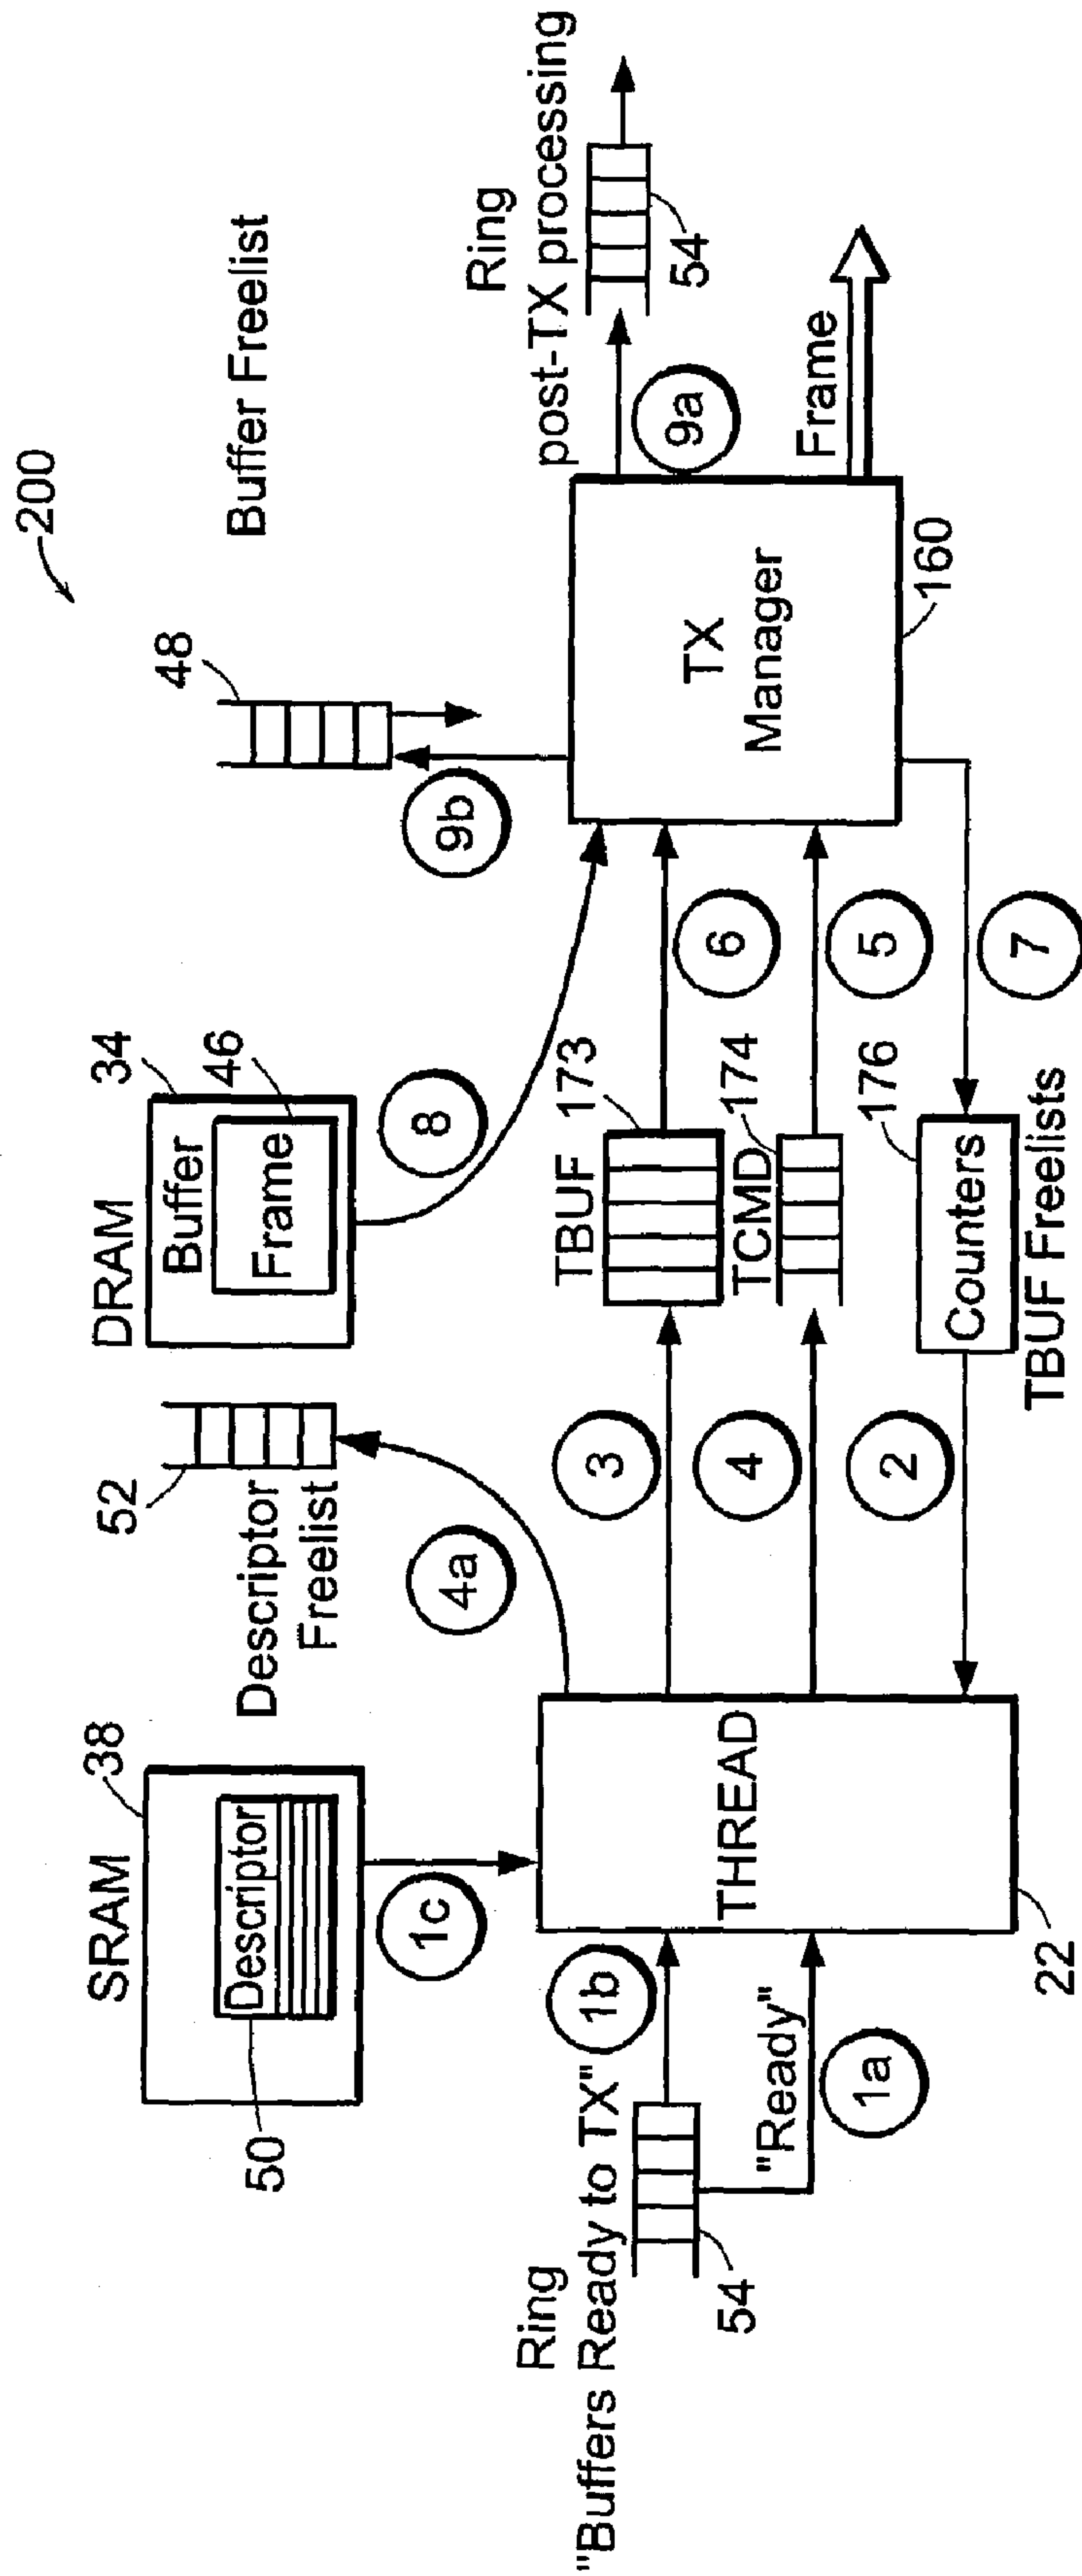 200
Buffer Freelist
48
9b
DRAM
34
Buffer
46
Frame
8
52
Descriptor
Freelist
4a
SRAM
38
Descriptor
50
1c
Ring
"Buffers Ready to TX"
54
1b
"Ready"
1a
THREAD
22
3
4
2
TBUF
173
TCMD
174
176
Counters
TBUF Freelists
6
5
7
TX
Manager
160
Ring
post-TX processing
54
9a
Frame